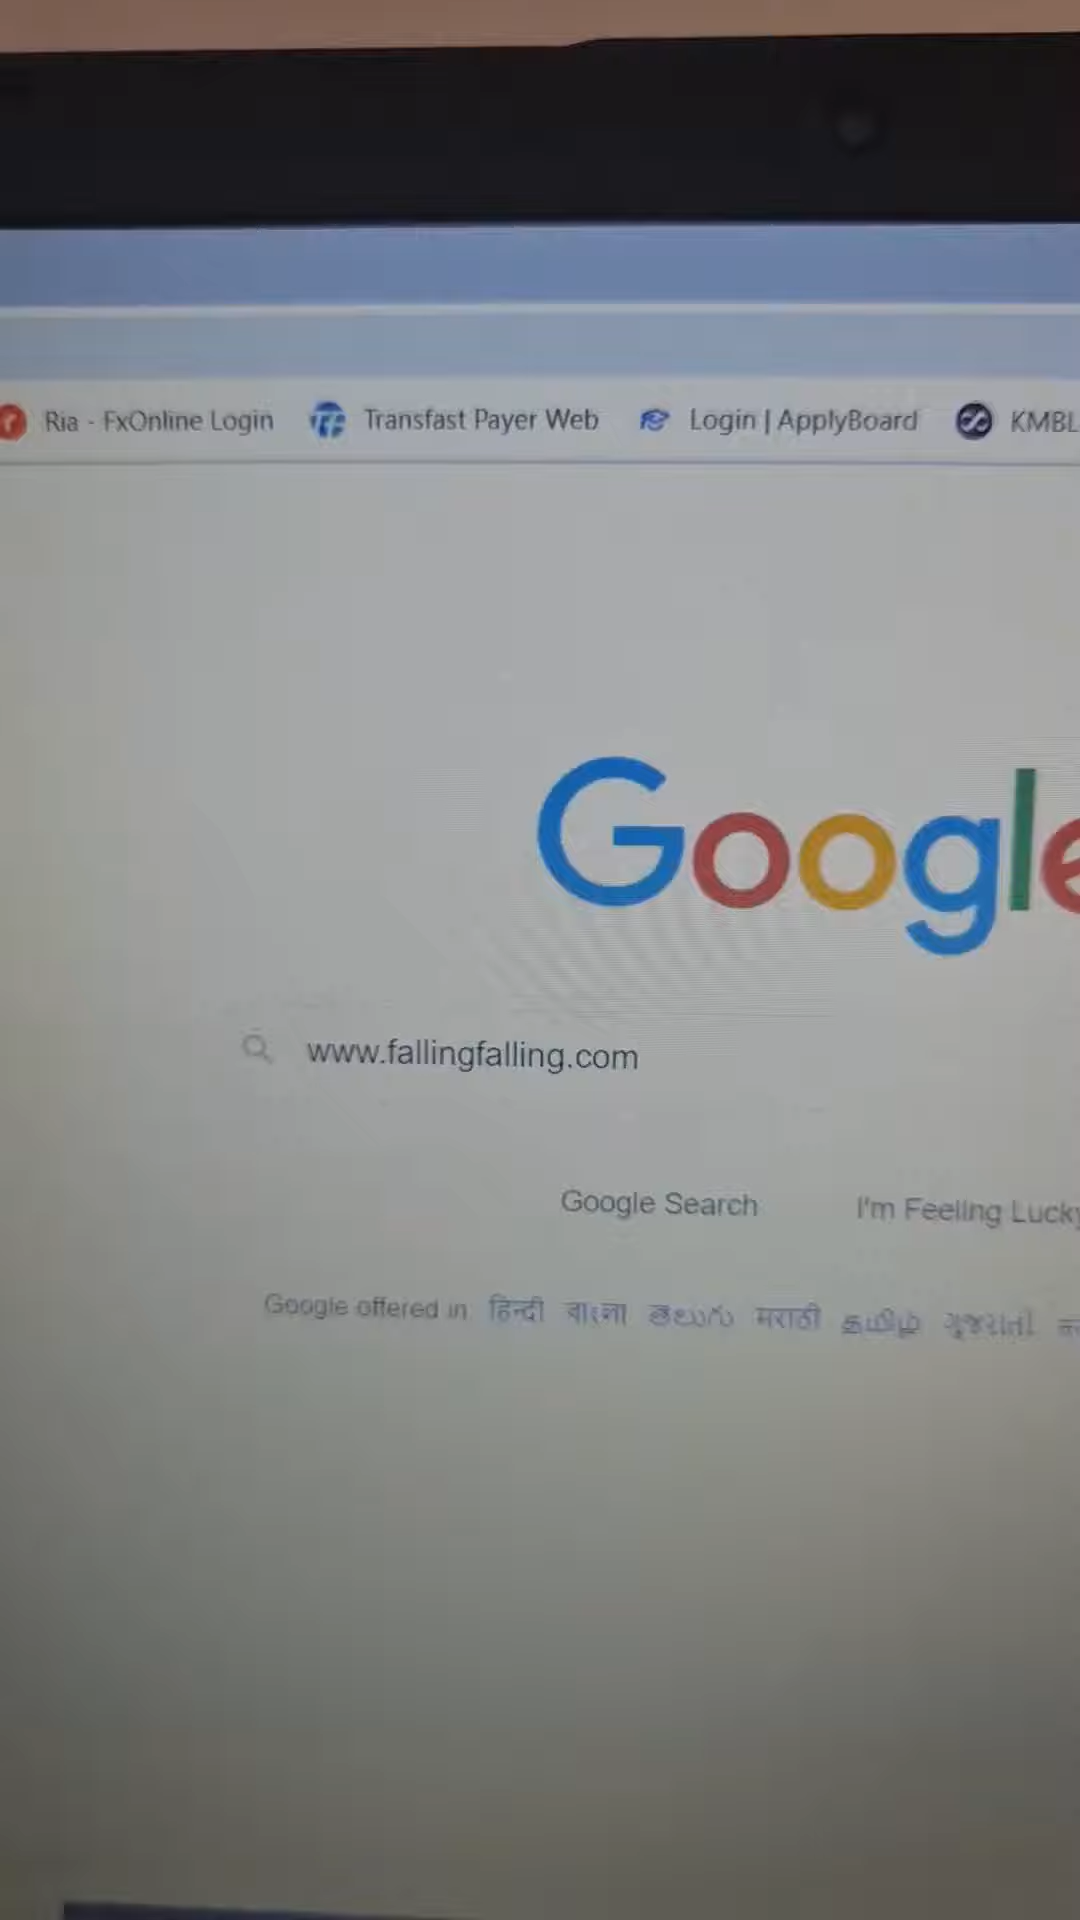 Ria - FxOnline Login Transfast Payer Web Login | ApplyBoard KMBL
Google
www.fallingfalling.com
Google Search I'm Feeling Lucky
Google offered in हिन्दी বাংলা తెలుగు मराठी தமிழ் ગુજરાતી